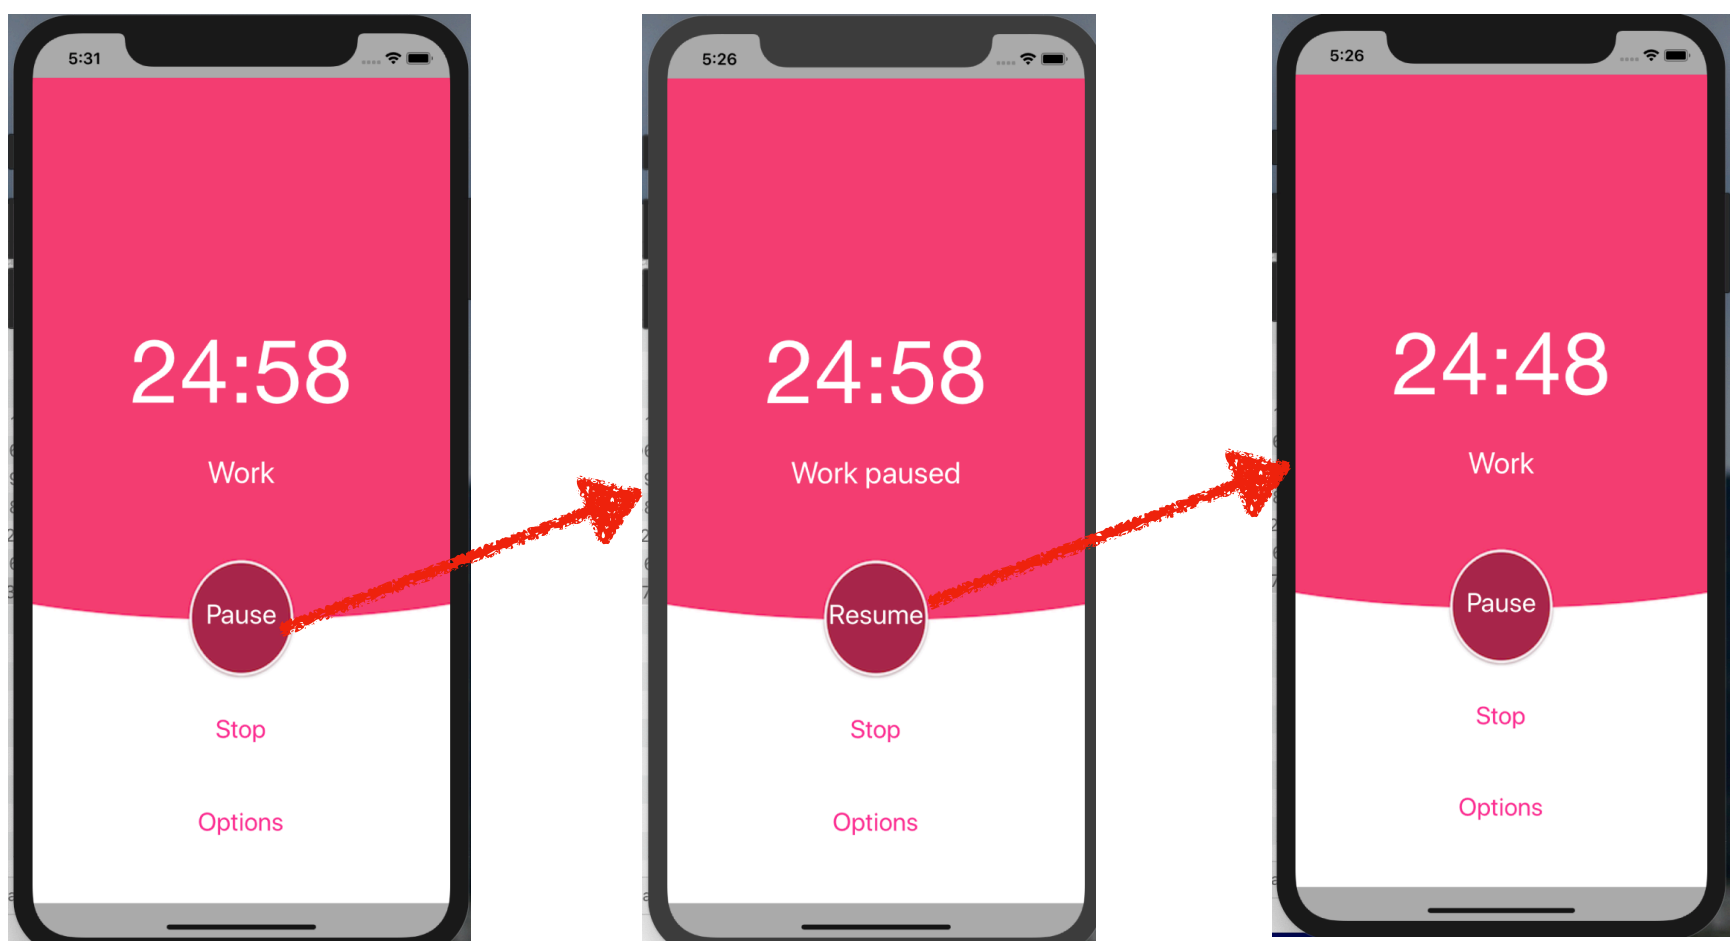 5:31
24:58
Work
Pause
Stop
Options
5:26
24:58
Work paused
Resume
Stop
Options
5:26
24:48
Work
Pause
Stop
Options